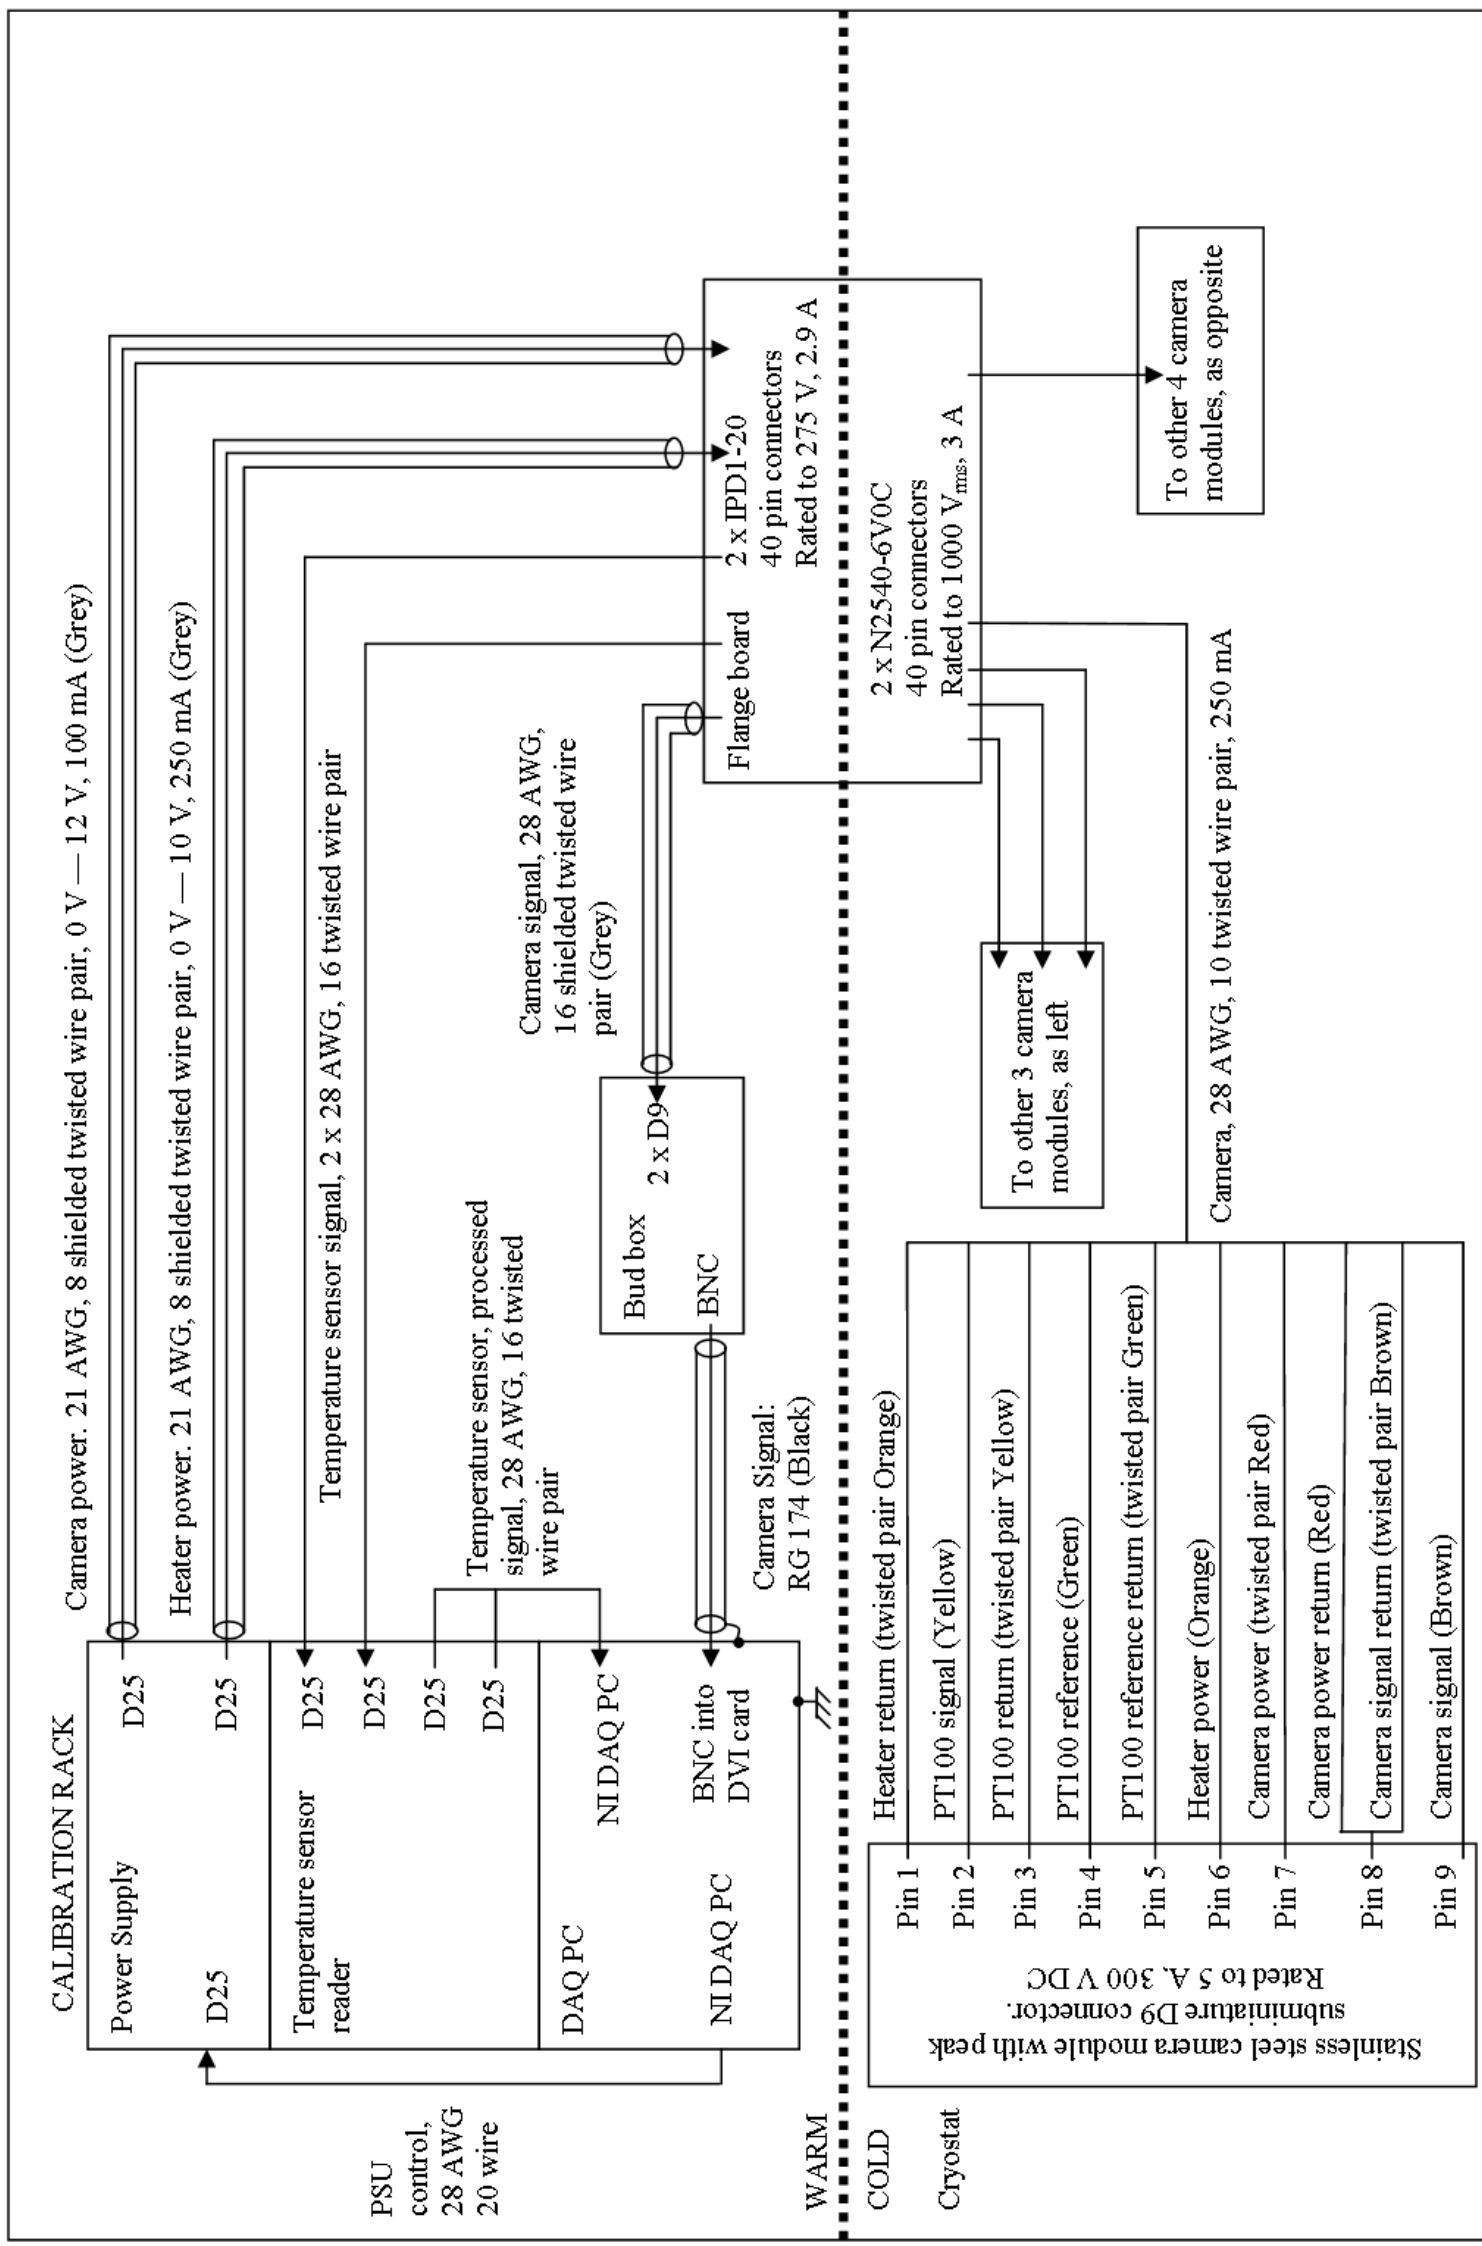 CALIBRATION RACK
Power Supply
D25
D25
D25
Camera power. 21 AWG, 8 shielded twisted wire pair, 0 V — 12 V, 100 mA (Grey)
Heater power. 21 AWG, 8 shielded twisted wire pair, 0 V — 10 V, 250 mA (Grey)
Temperature sensor
reader
D25
D25
D25
D25
Temperature sensor signal, 2 x 28 AWG, 16 twisted wire pair
Temperature sensor, processed
signal, 28 AWG, 16 twisted
wire pair
DAQ PC
NI DAQ PC
NI DAQ PC
BNC into
DVI card
Camera Signal:
RG 174 (Black)
Bud box
2 x D9
BNC
Camera signal, 28 AWG,
16 shielded twisted wire
pair (Grey)
Flange board
2 x IPD1-20
40 pin connectors
Rated to 275 V, 2.9 A
PSU
control,
28 AWG
20 wire
WARM
COLD
Cryostat
2 x N2540-6V0C
40 pin connectors
Rated to 1000 Vrms, 3 A
To other 4 camera
modules, as opposite
To other 3 camera
modules, as left
Camera, 28 AWG, 10 twisted wire pair, 250 mA
Stainless steel camera module with peak
subminiature D9 connector.
Rated to 5 A, 300 V DC
Pin 1
Heater return (twisted pair Orange)
Pin 2
PT100 signal (Yellow)
Pin 3
PT100 return (twisted pair Yellow)
Pin 4
PT100 reference (Green)
Pin 5
PT100 reference return (twisted pair Green)
Pin 6
Heater power (Orange)
Pin 7
Camera power (twisted pair Red)
Pin 8
Camera power return (Red)
Camera signal return (twisted pair Brown)
Pin 9
Camera signal (Brown)